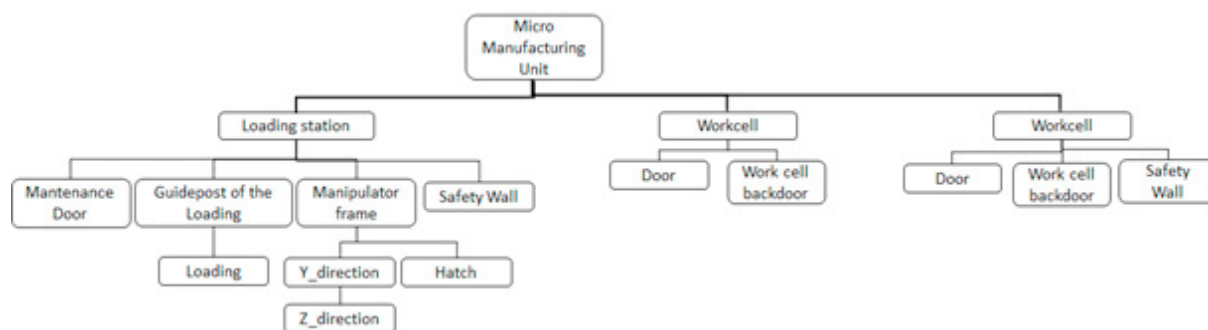 Micro
Manufacturing
Unit
Loading station
Workcell
Workcell
Mantenance
Door
Guidepost of the
Loading
Manipulator
frame
Safety Wall
Door
Work cell
backdoor
Door
Work cell
backdoor
Safety
Wall
Loading
Y_direction
Hatch
Z_direction